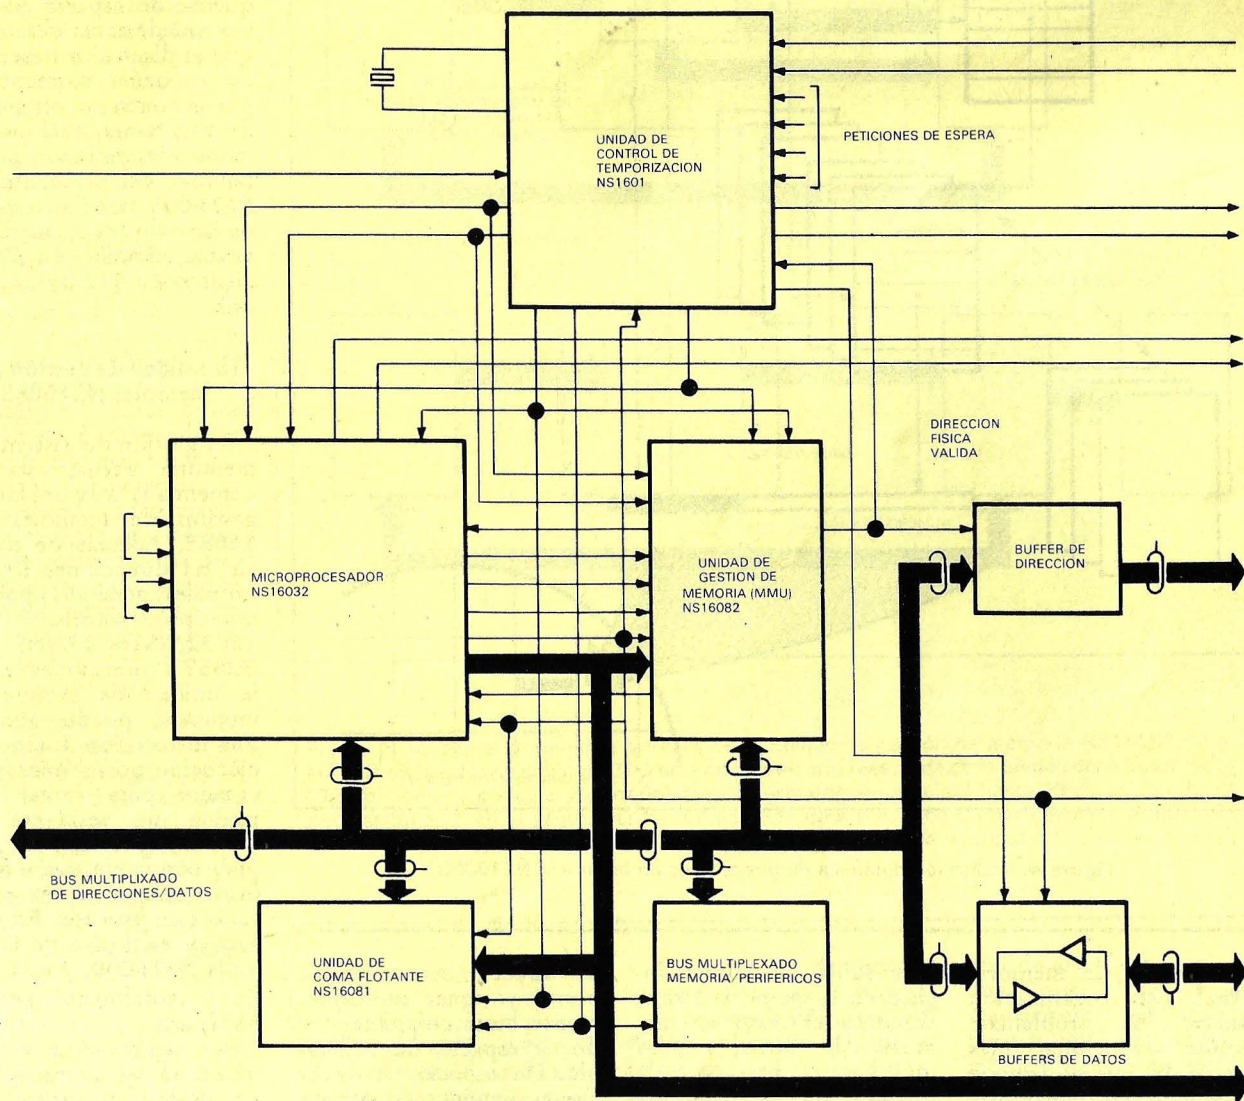 UNIDAD DE
CONTROL DE
TEMPORIZACION
NS1601
PETICIONES DE ESPERA
DIRECCION
FISICA
VALIDA
MICROPROCESADOR
NS16032
UNIDAD DE
GESTION DE
MEMORIA (MMU)
NS16082
BUFFER DE
DIRECCION
BUS MULTIPLIXADO
DE DIRECCIONES/DATOS
UNIDAD DE
COMA FLOTANTE
NS16081
BUS MULTIPLEXADO
MEMORIA/PERIFERICOS
BUFFERS DE DATOS